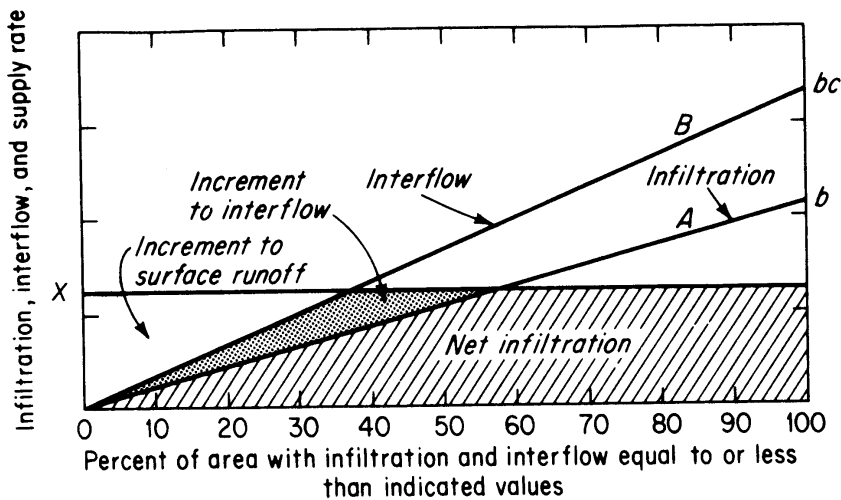 Infiltration, interflow, and supply rate
bc
B
Increment
to interflow
Interflow
Infiltration
b
A
Increment to
surface runoff
X
Net infiltration
0 10 20 30 40 50 60 70 80 90 100
Percent of area with infiltration and interflow equal to or less
than indicated values